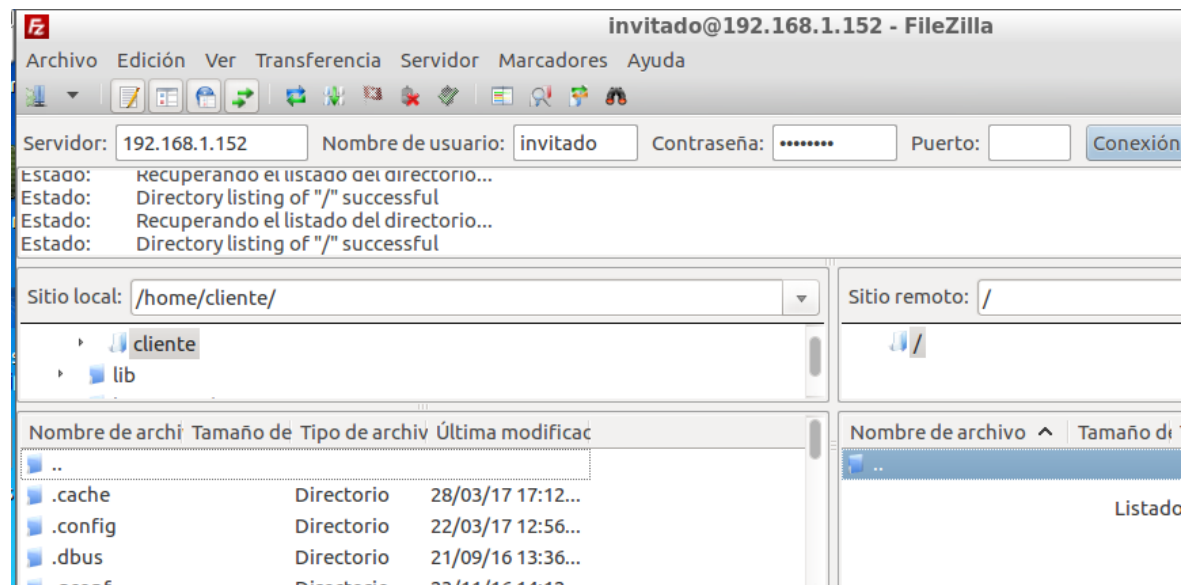 Fz invitado@192.168.1.152 - FileZilla
Archivo Edición Ver Transferencia Servidor Marcadores Ayuda
Servidor: 192.168.1.152 Nombre de usuario: invitado Contraseña: •••••••• Puerto: Conexión
Estado: Recuperando el listado del directorio...
Estado: Directory listing of "/" successful
Estado: Recuperando el listado del directorio...
Estado: Directory listing of "/" successful
Sitio local: /home/cliente/ Sitio remoto: /
cliente /
lib
Nombre de archi Tamaño de Tipo de archiv Última modificac Nombre de archivo Tamaño d
.. ..
.cache Directorio 28/03/17 17:12... Listado
.config Directorio 22/03/17 12:56...
.dbus Directorio 21/09/16 13:36...